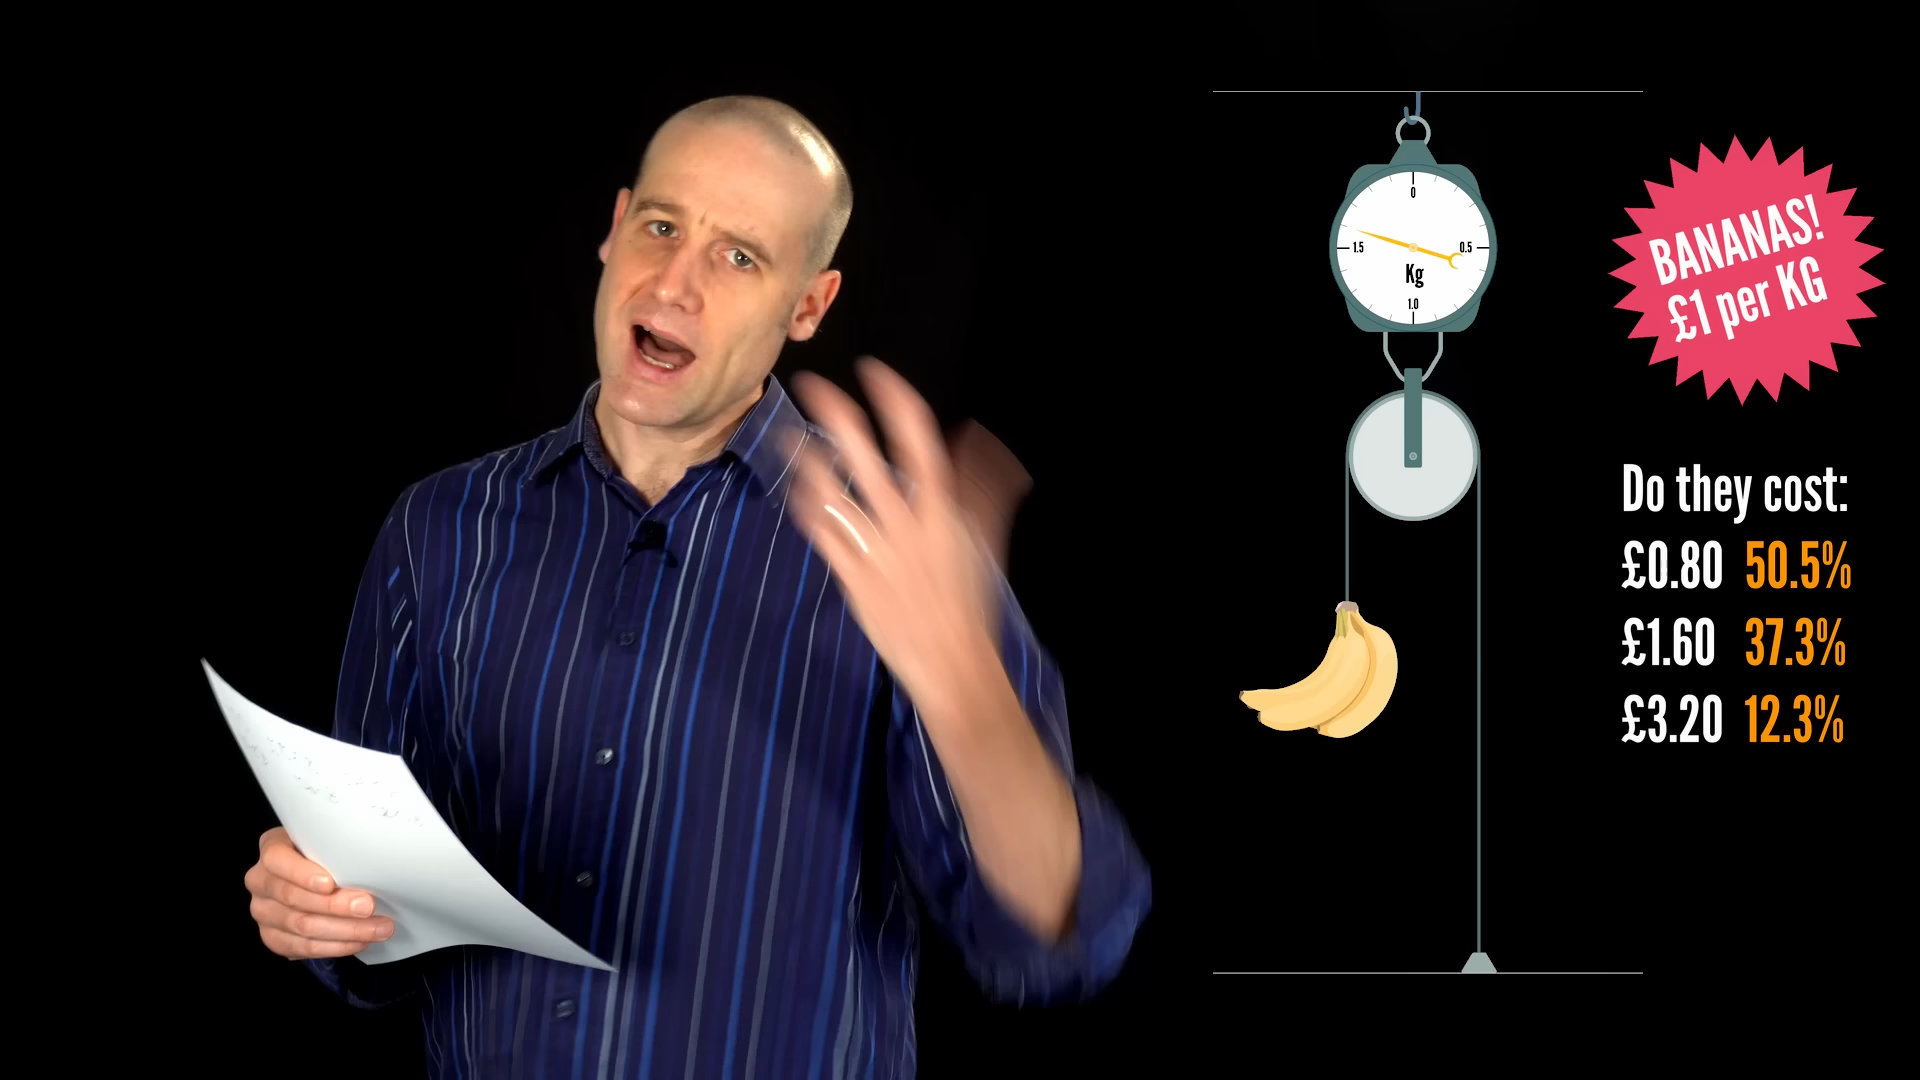 0
1.5
0.5
Kg
1.0
BANANAS!
£1 per KG
Do they cost:
£0.80 50.5%
£1.60 37.3%
£3.20 12.3%